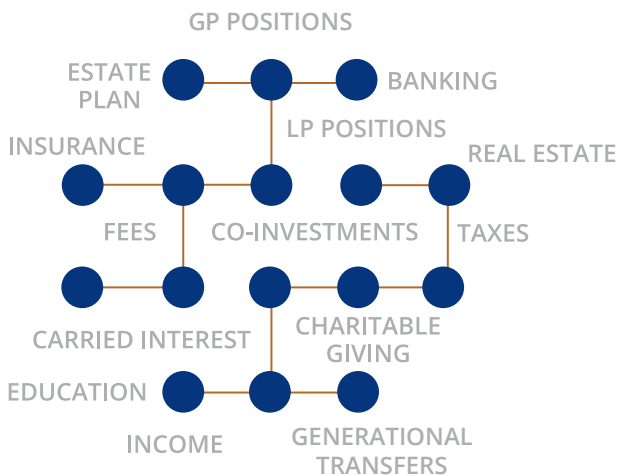 GP POSITIONS
ESTATE
PLAN
BANKING
LP POSITIONS
INSURANCE
REAL ESTATE
FEES
CO-INVESTMENTS
TAXES
CARRIED INTEREST
CHARITABLE
GIVING
EDUCATION
INCOME
GENERATIONAL
TRANSFERS